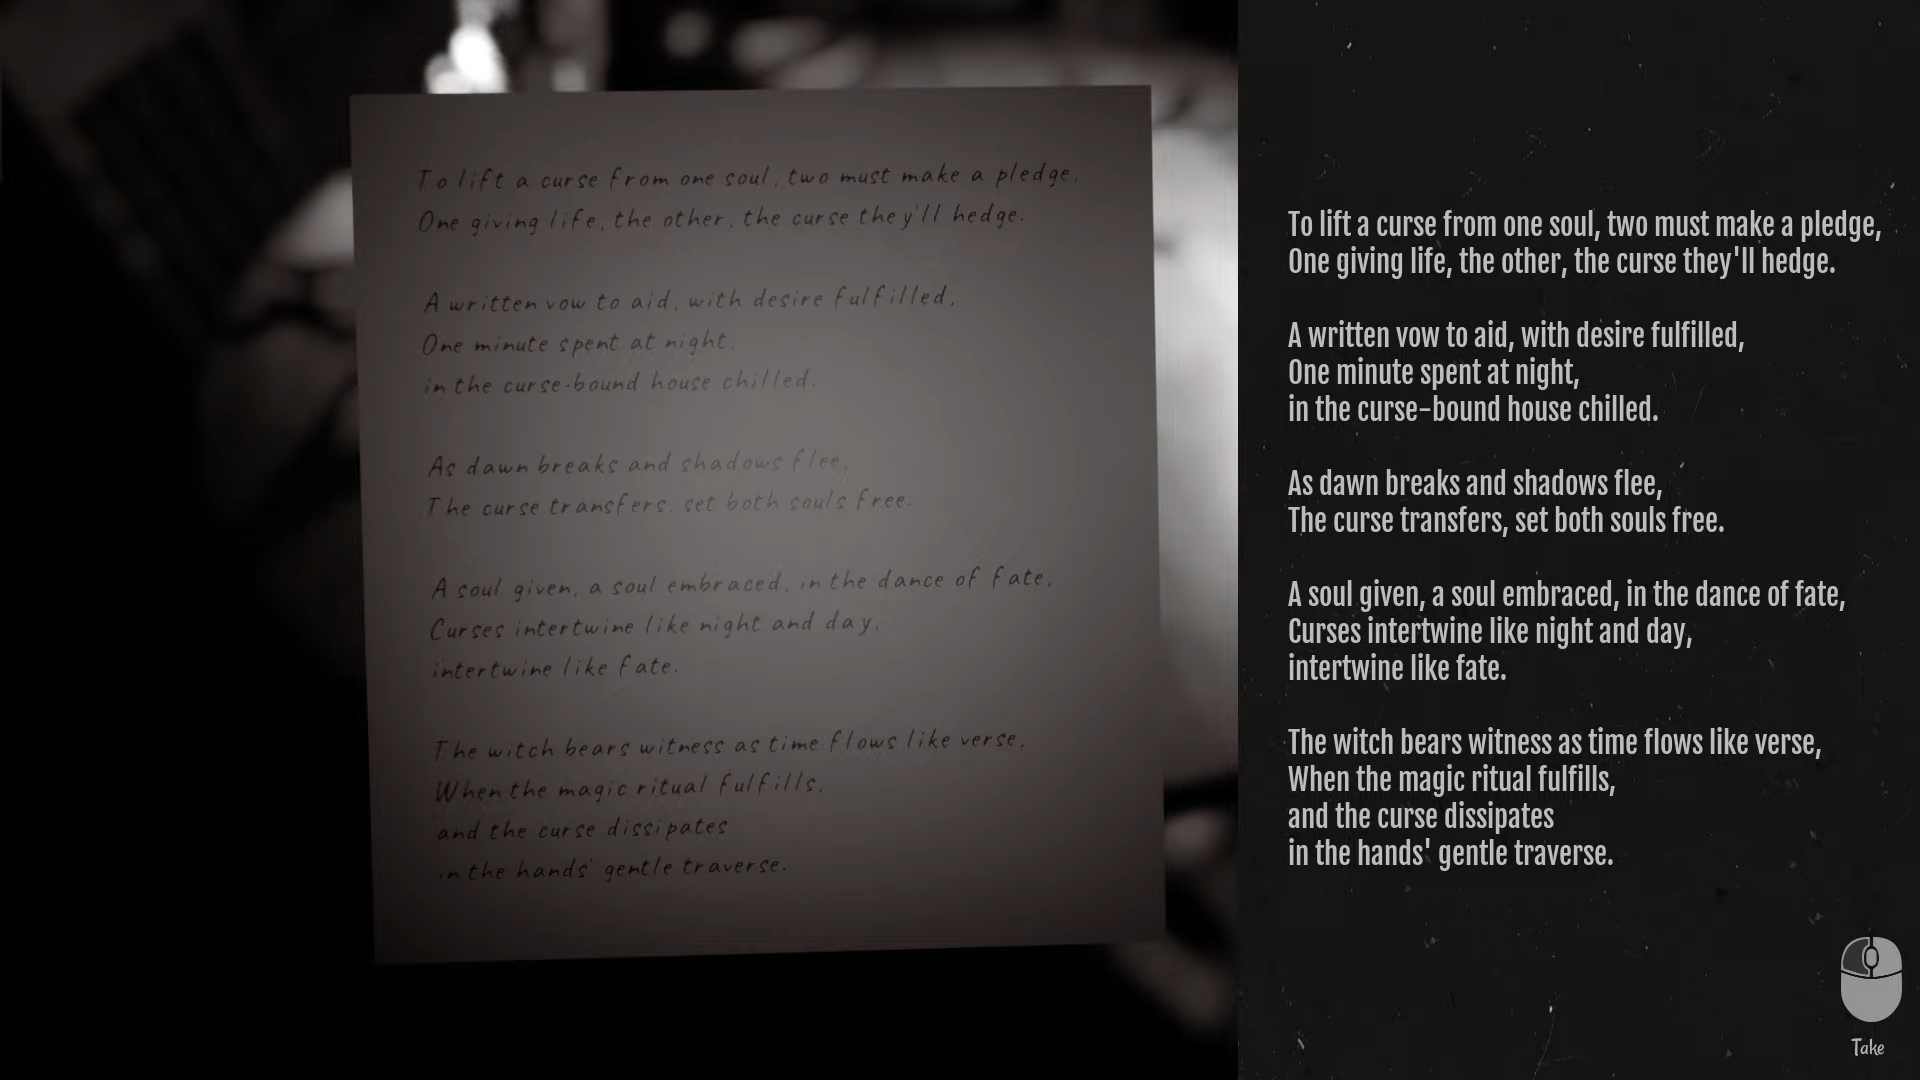 To lift a curse from one soul, two must make a pledge,
One giving life, the other, the curse they'll hedge.
A written vow to aid, with desire fulfilled,
One minute spent at night,
in the curse-bound house chilled.
As dawn breaks and shadows flee,
The curse transfers, set both souls free.
A soul given, a soul embraced, in the dance of fate,
Curses intertwine like night and day,
intertwine like fate.
The witch bears witness as time flows like verse,
When the magic ritual fulfills,
and the curse dissipates
in the hands' gentle traverse.
To lift a curse from one soul, two must make a pledge,
One giving life, the other, the curse they'll hedge.
A written vow to aid, with desire fulfilled,
One minute spent at night,
in the curse-bound house chilled.
As dawn breaks and shadows flee,
The curse transfers, set both souls free.
A soul given, a soul embraced, in the dance of fate,
Curses intertwine like night and day,
intertwine like fate.
The witch bears witness as time flows like verse,
When the magic ritual fulfills,
and the curse dissipates
in the hands' gentle traverse.
Take